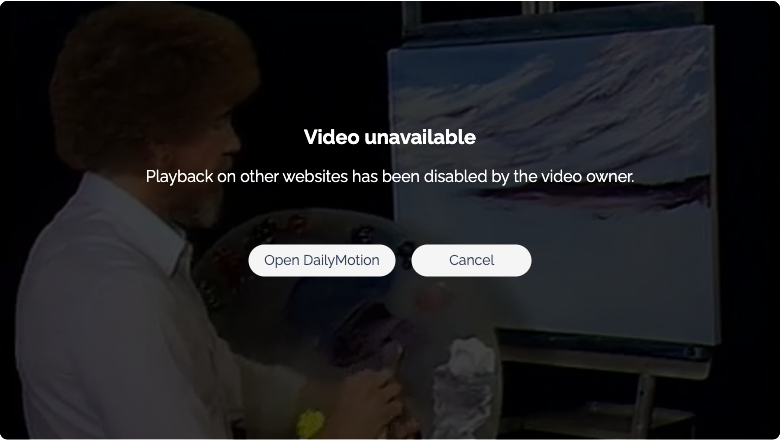 Video unavailable
Playback on other websites has been disabled by the video owner.
Open DailyMotion
Cancel